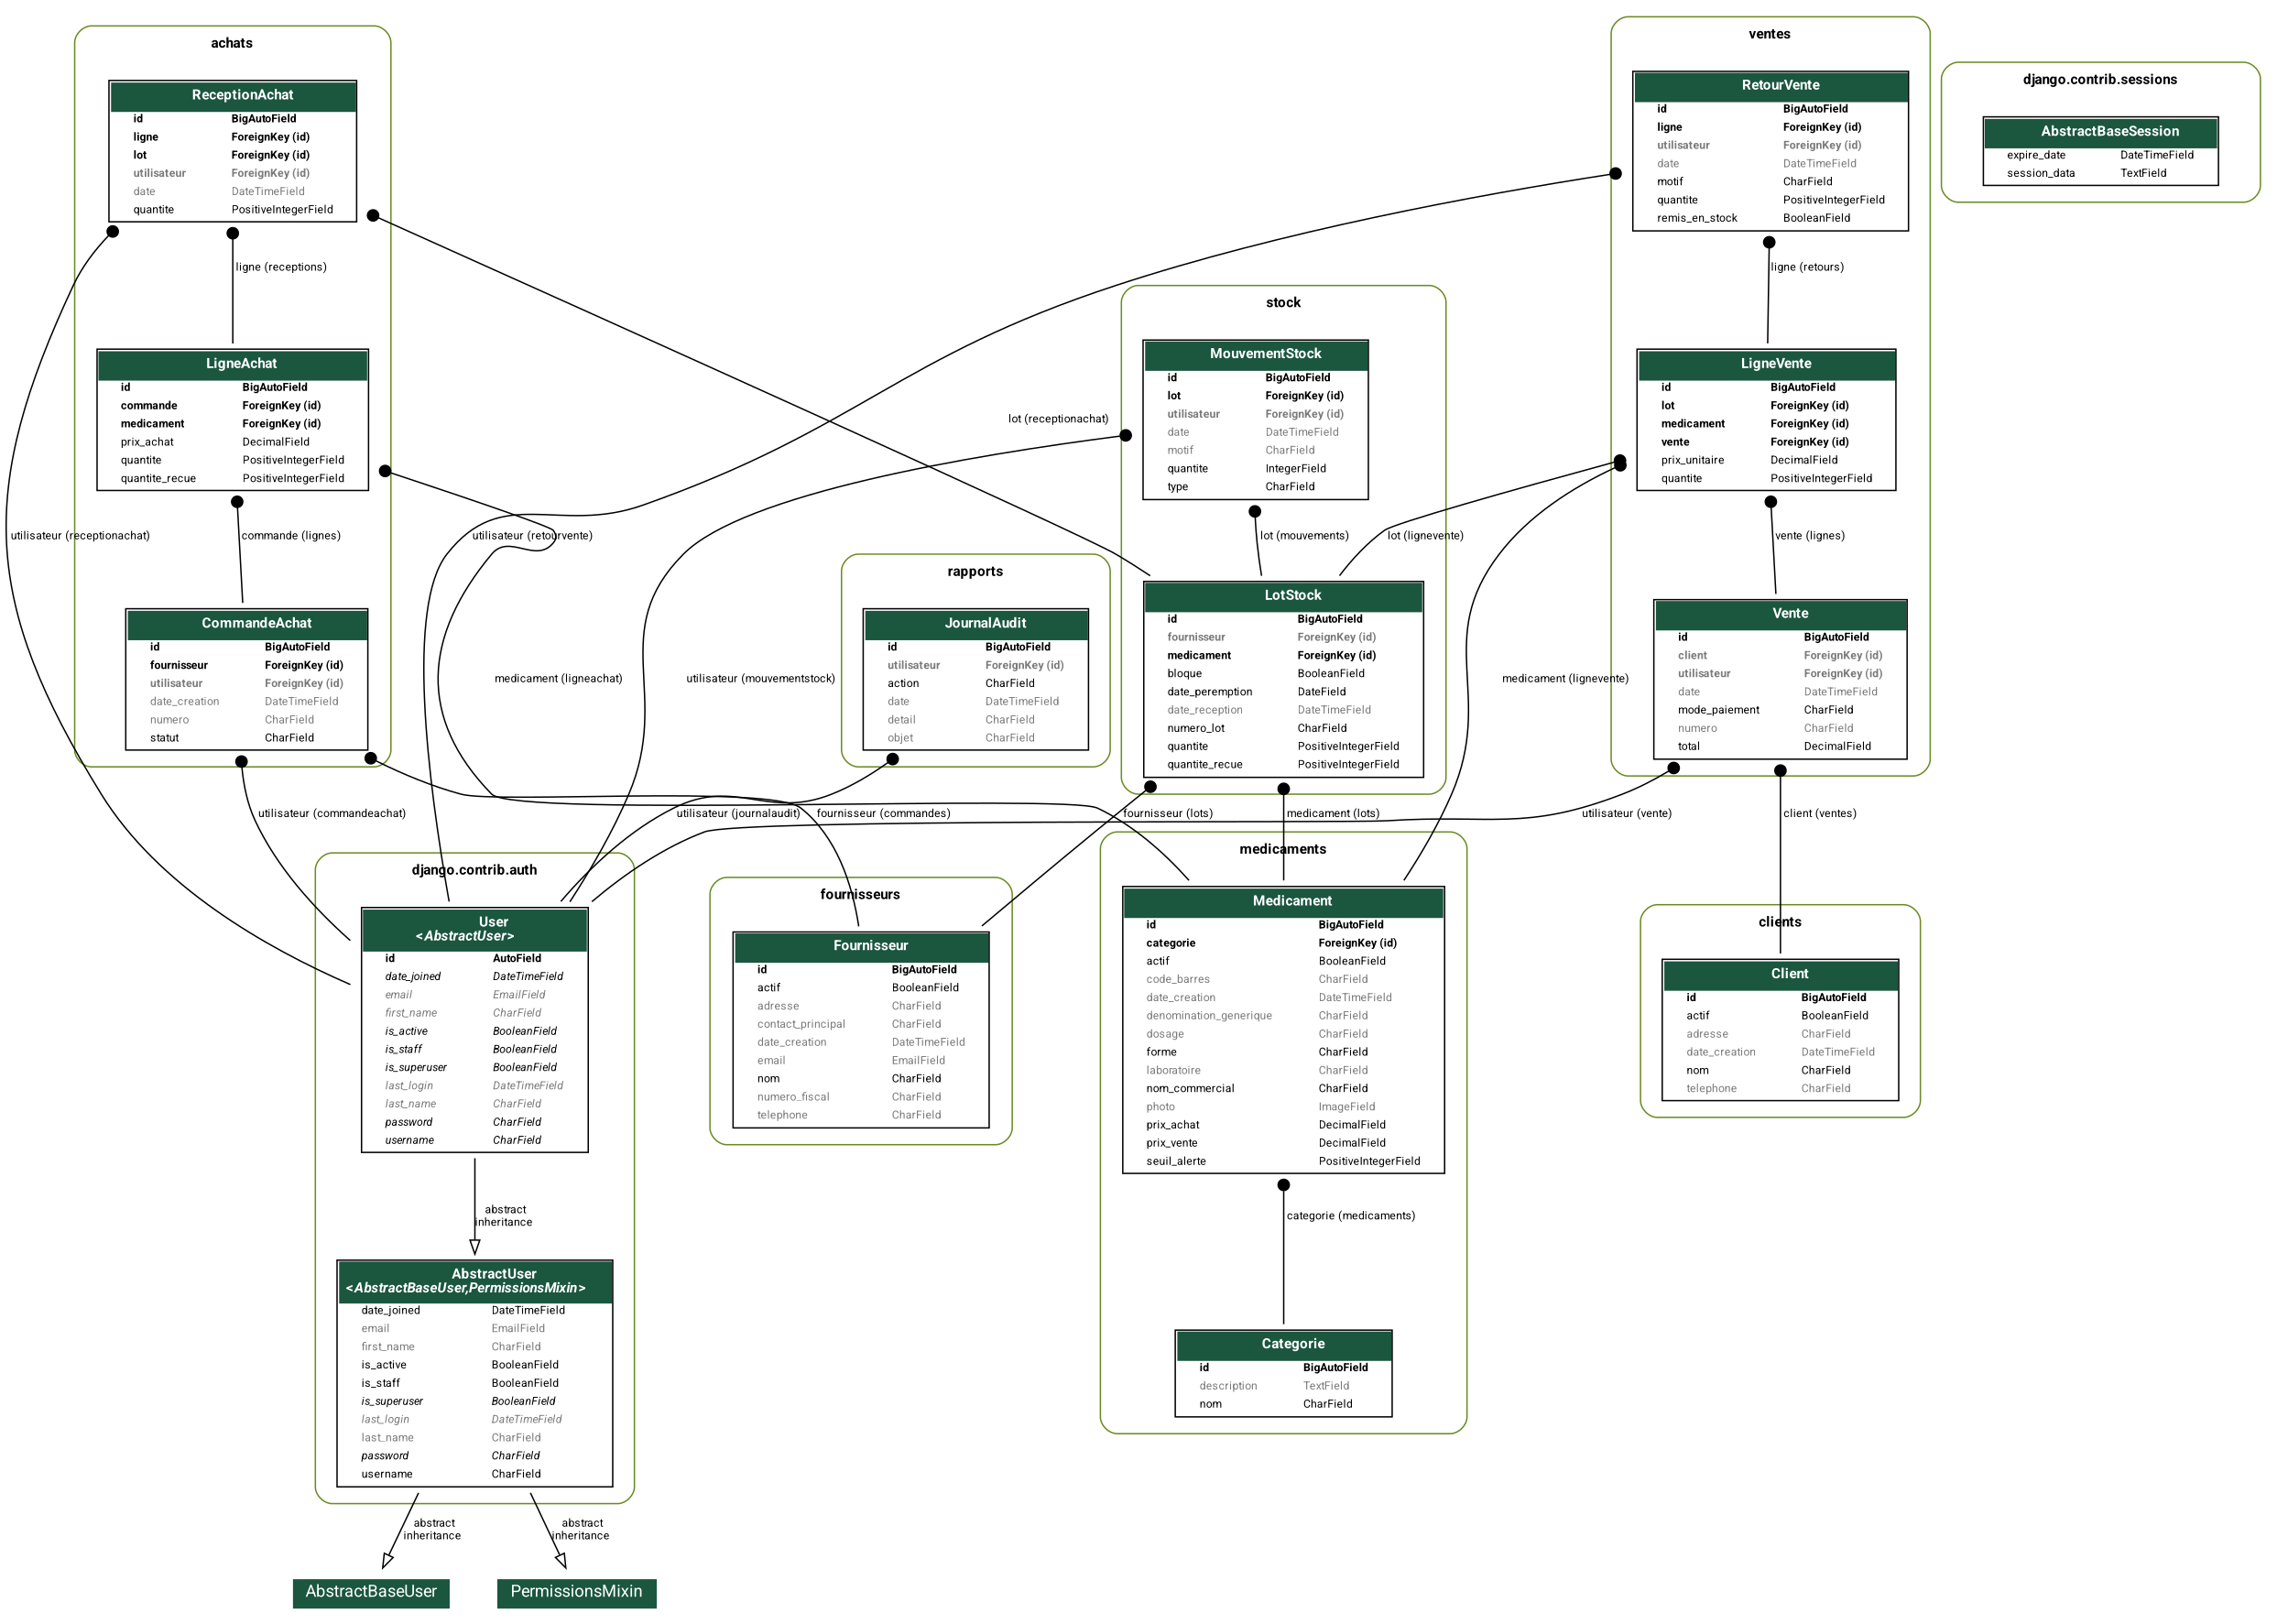 achats
ReceptionAchat
id BigAutoField
ligne ForeignKey (id)
lot ForeignKey (id)
utilisateur ForeignKey (id)
date DateTimeField
quantite PositiveIntegerField
ligne (receptions)
LigneAchat
id BigAutoField
commande ForeignKey (id)
medicament ForeignKey (id)
prix_achat DecimalField
quantite PositiveIntegerField
quantite_recue PositiveIntegerField
utilisateur (receptionachat)
commande (lignes)
CommandeAchat
id BigAutoField
fournisseur ForeignKey (id)
utilisateur ForeignKey (id)
date_creation DateTimeField
numero CharField
statut CharField
ventes
RetourVente
id BigAutoField
ligne ForeignKey (id)
utilisateur ForeignKey (id)
date DateTimeField
motif CharField
quantite PositiveIntegerField
remis_en_stock BooleanField
ligne (retours)
LigneVente
id BigAutoField
lot ForeignKey (id)
medicament ForeignKey (id)
vente ForeignKey (id)
prix_unitaire DecimalField
quantite PositiveIntegerField
vente (lignes)
Vente
id BigAutoField
client ForeignKey (id)
utilisateur ForeignKey (id)
date DateTimeField
mode_paiement CharField
numero CharField
total DecimalField
django.contrib.sessions
AbstractBaseSession
expire_date DateTimeField
session_data TextField
stock
MouvementStock
id BigAutoField
lot ForeignKey (id)
utilisateur ForeignKey (id)
date DateTimeField
motif CharField
quantite IntegerField
type CharField
lot (receptionachat)
lot (mouvements)
lot (lignevente)
LotStock
id BigAutoField
fournisseur ForeignKey (id)
medicament ForeignKey (id)
bloque BooleanField
date_peremption DateField
date_reception DateTimeField
numero_lot CharField
quantite PositiveIntegerField
quantite_recue PositiveIntegerField
utilisateur (retourvente)
rapports
JournalAudit
id BigAutoField
utilisateur ForeignKey (id)
action CharField
date DateTimeField
detail CharField
objet CharField
medicament (ligneachat)
utilisateur (mouvementstock)
medicament (lignevente)
utilisateur (commandeachat)
utilisateur (journalaudit)
fournisseur (commandes)
fournisseur (lots)
medicament (lots)
utilisateur (vente)
client (ventes)
django.contrib.auth
User
<AbstractUser>
id AutoField
date_joined DateTimeField
email EmailField
first_name CharField
is_active BooleanField
is_staff BooleanField
is_superuser BooleanField
last_login DateTimeField
last_name CharField
password CharField
username CharField
abstract
inheritance
AbstractUser
<AbstractBaseUser,PermissionsMixin>
date_joined DateTimeField
email EmailField
first_name CharField
is_active BooleanField
is_staff BooleanField
is_superuser BooleanField
last_login DateTimeField
last_name CharField
password CharField
username CharField
abstract
inheritance
abstract
inheritance
AbstractBaseUser
PermissionsMixin
fournisseurs
Fournisseur
id BigAutoField
actif BooleanField
adresse CharField
contact_principal CharField
date_creation DateTimeField
email EmailField
nom CharField
numero_fiscal CharField
telephone CharField
medicaments
Medicament
id BigAutoField
categorie ForeignKey (id)
actif BooleanField
code_barres CharField
date_creation DateTimeField
denomination_generique CharField
dosage CharField
forme CharField
laboratoire CharField
nom_commercial CharField
photo ImageField
prix_achat DecimalField
prix_vente DecimalField
seuil_alerte PositiveIntegerField
categorie (medicaments)
Categorie
id BigAutoField
description TextField
nom CharField
clients
Client
id BigAutoField
actif BooleanField
adresse CharField
date_creation DateTimeField
nom CharField
telephone CharField